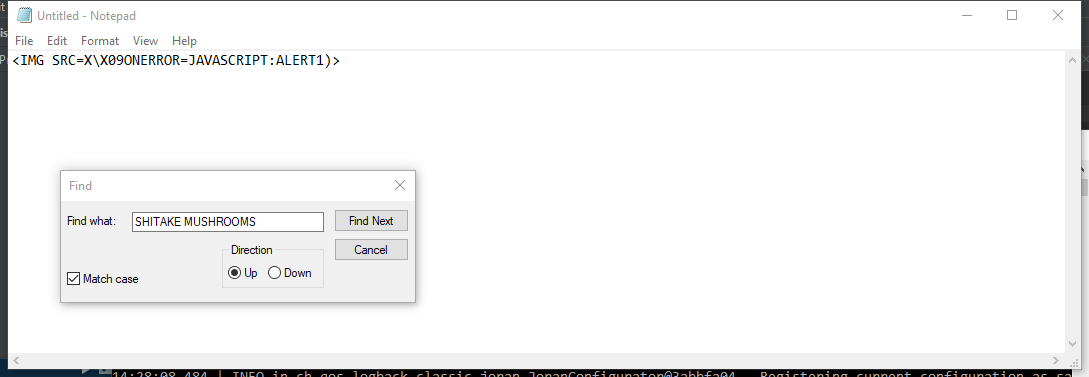 Untitled - Notepad
File Edit Format View Help
<IMG SRC=X\X09ONERROR=JAVASCRIPT:ALERT1)>
Find
Find what: SHITAKE MUSHROOMS Find Next
Direction Cancel
Up Down
Match case
14:28:08.484 | INFO in ch.qos.logback.classic.joran.JoranConfigurator@3abbfa04 - Registering current configuration as sa